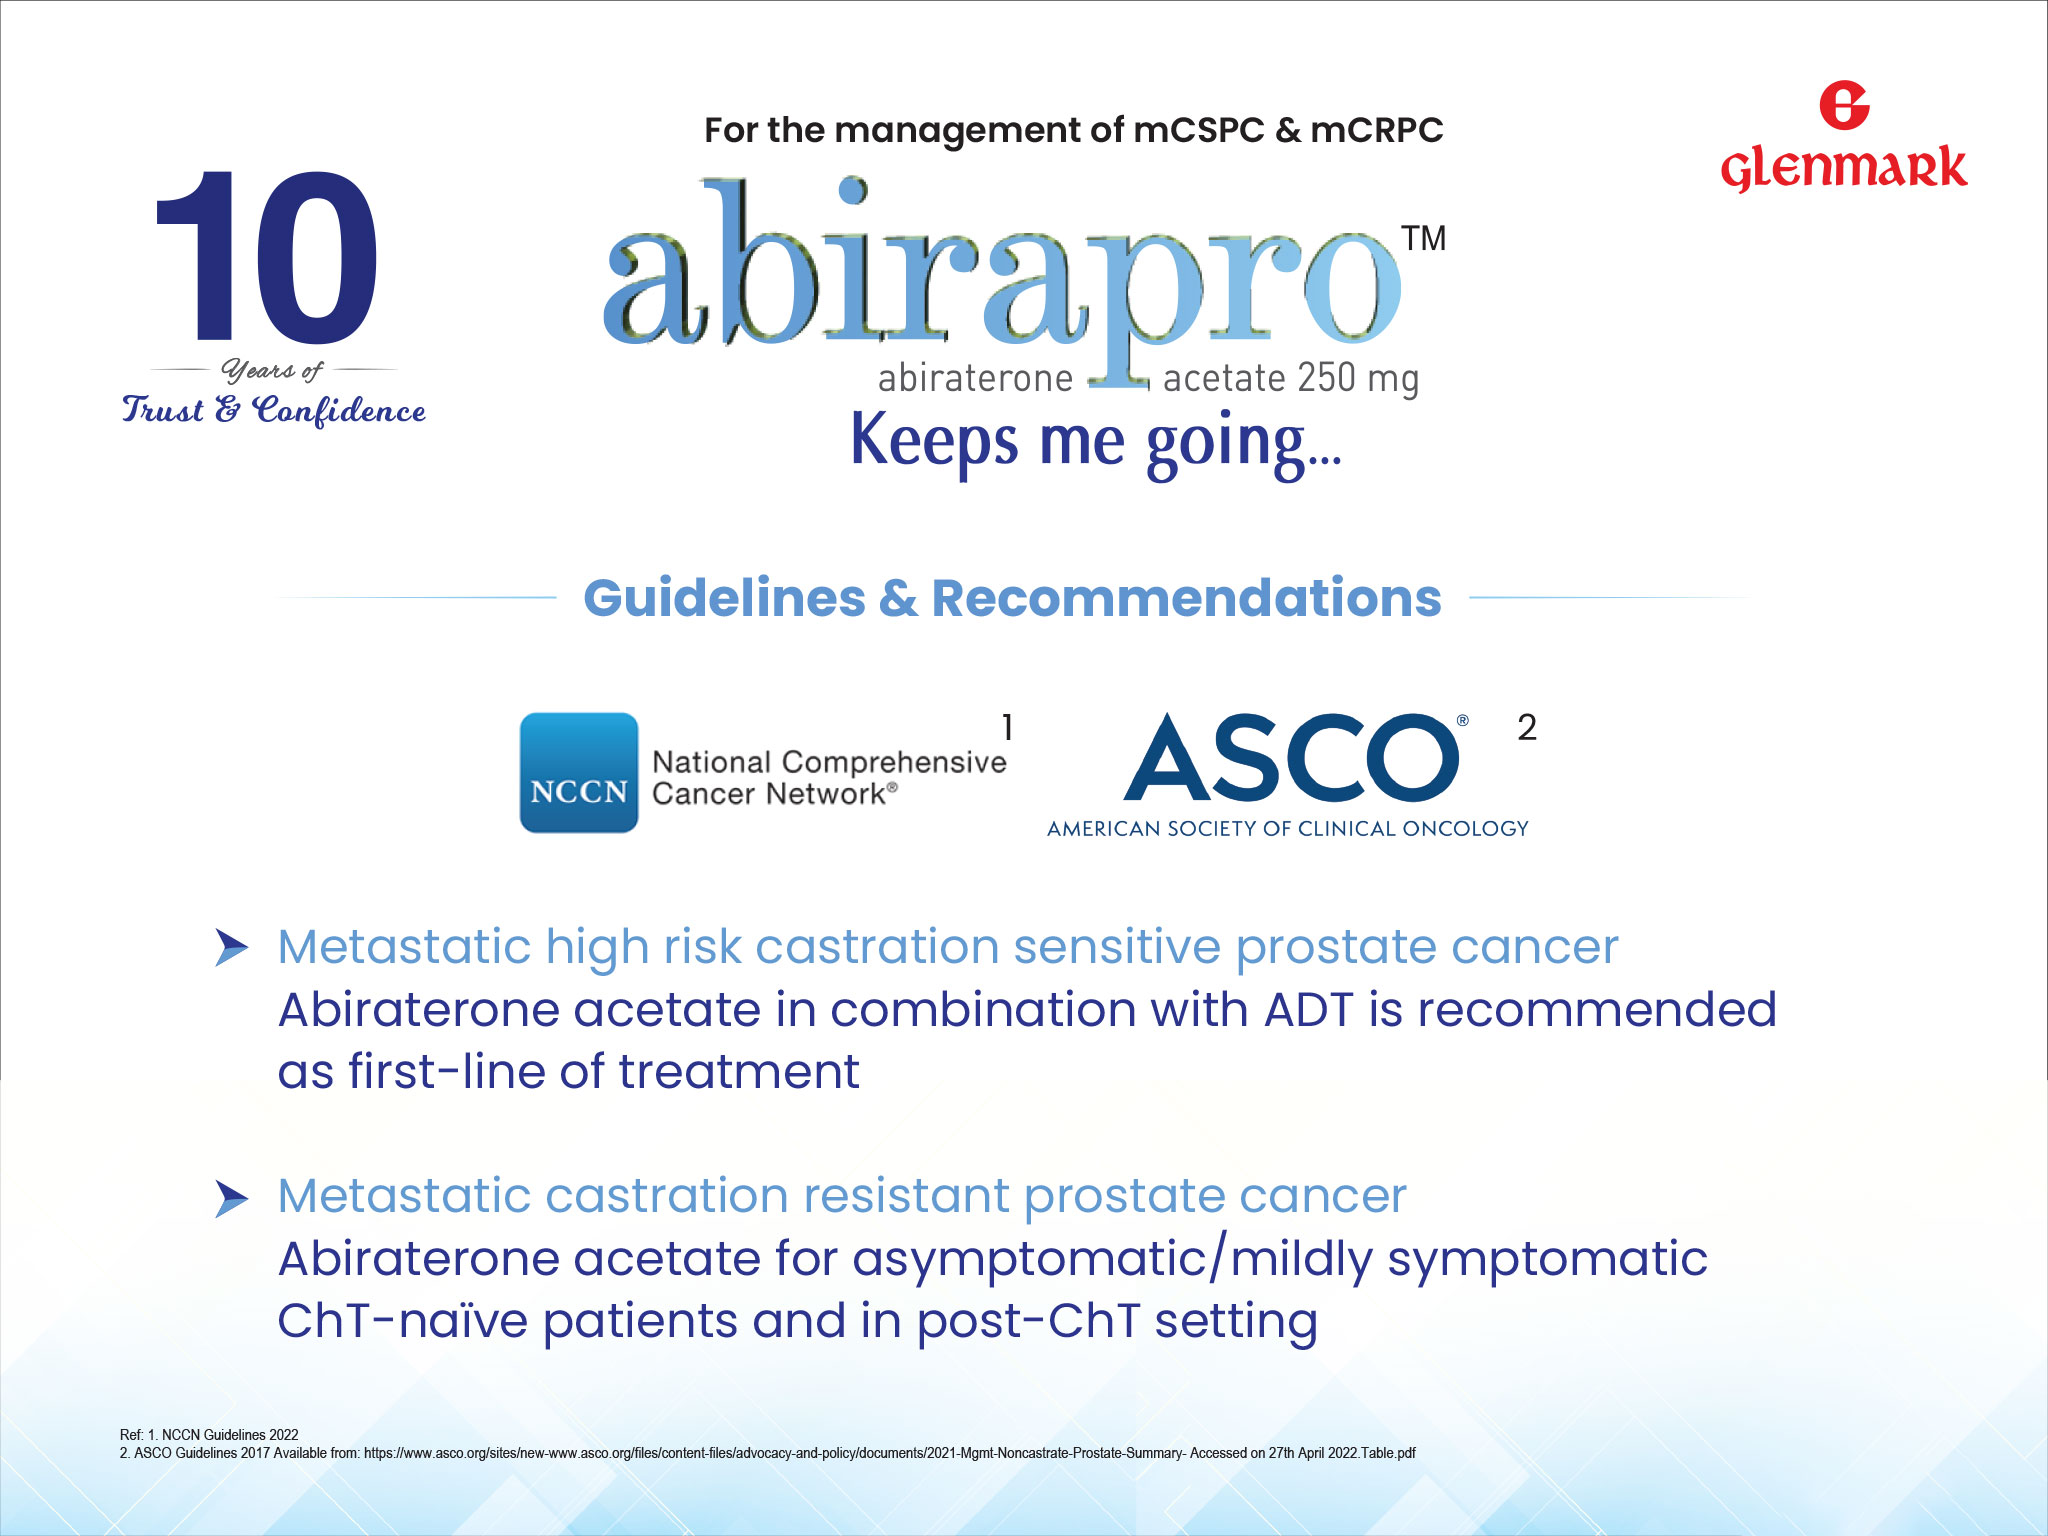 For the management of mCSPC & mCRPC
GLENMARK
10
Years of
Trust & Confidence
abirapro™
abiraterone acetate 250 mg
Keeps me going...
Guidelines & Recommendations
NCCN
National Comprehensive
Cancer Network®
1
ASCO®
2
AMERICAN SOCIETY OF CLINICAL ONCOLOGY
Metastatic high risk castration sensitive prostate cancer
Abiraterone acetate in combination with ADT is recommended
as first-line of treatment
Metastatic castration resistant prostate cancer
Abiraterone acetate for asymptomatic/mildly symptomatic
ChT-naïve patients and in post-ChT setting
Ref: 1. NCCN Guidelines 2022
2. ASCO Guidelines 2017 Available from: https://www.asco.org/sites/new-www.asco.org/files/content-files/advocacy-and-policy/documents/2021-Mgmt-Noncastrate-Prostate-Summary- Accessed on 27th April 2022.Table.pdf